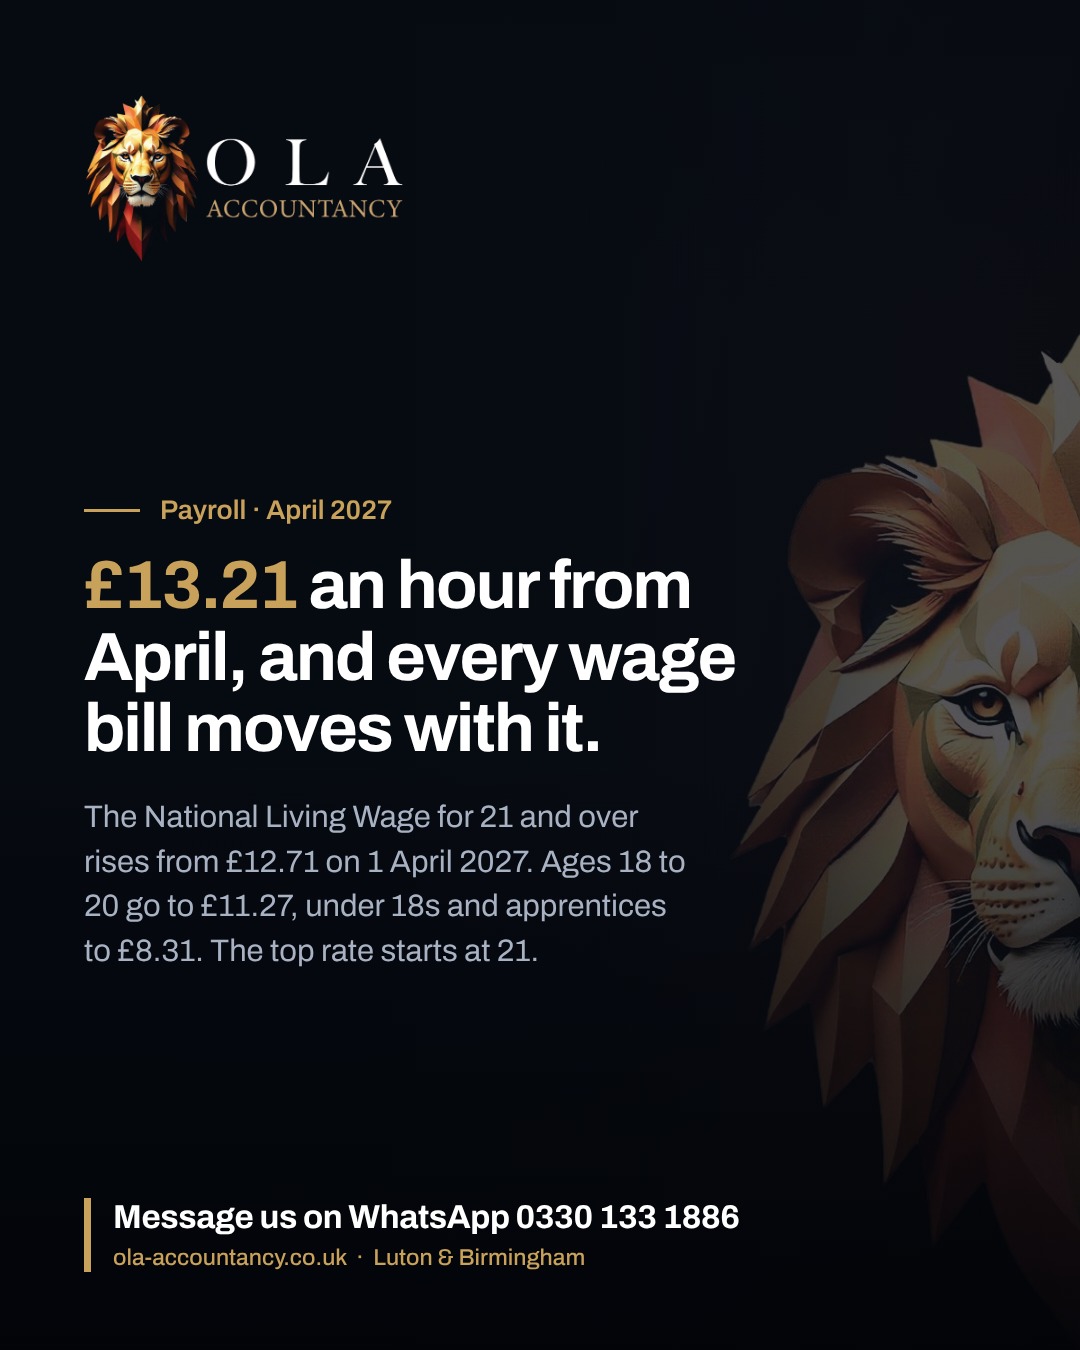 OLA
ACCOUNTANCY
Payroll · April 2027
£13.21 an hour from
April, and every wage
bill moves with it.
The National Living Wage for 21 and over
rises from £12.71 on 1 April 2027. Ages 18 to
20 go to £11.27, under 18s and apprentices
to £8.31. The top rate starts at 21.
Message us on WhatsApp 0330 133 1886
ola-accountancy.co.uk · Luton & Birmingham